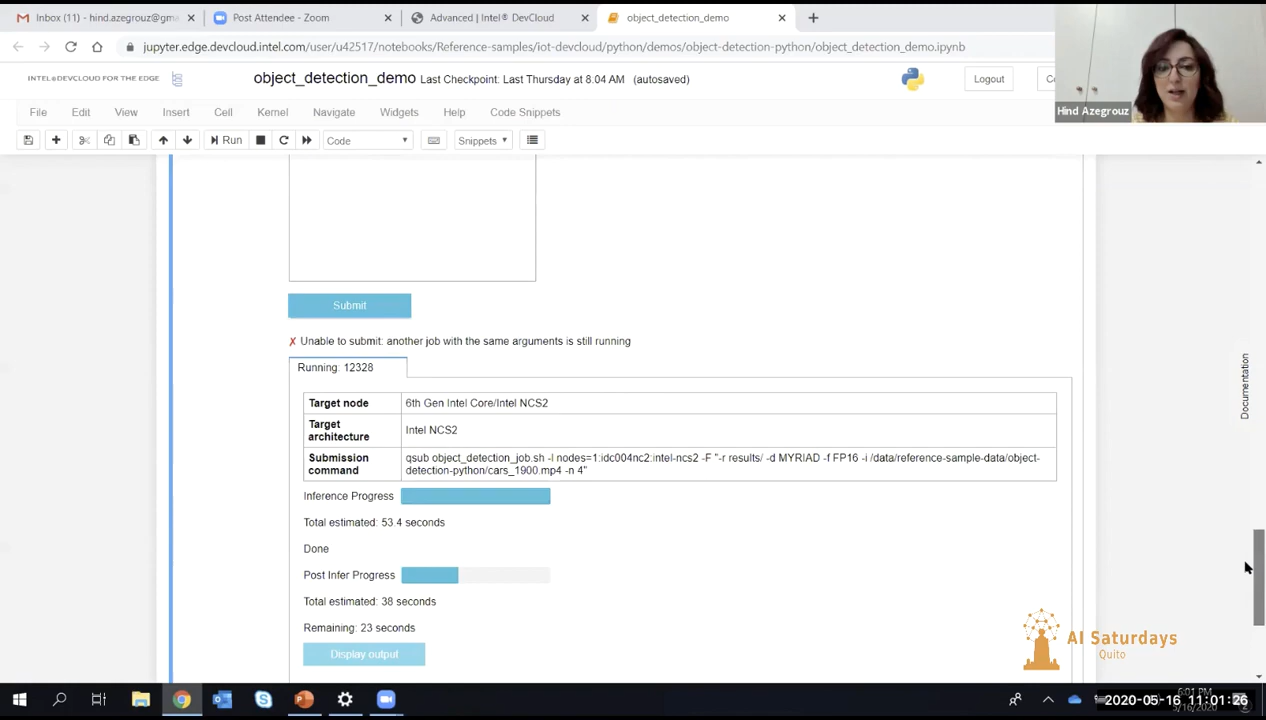 Inbox (11) - hind.azegrouz@gma
Post Attendee - Zoom
Advanced | Intel® DevCloud
object_detection_demo
jupyter.edge.devcloud.intel.com/user/u42517/notebooks/Reference-samples/iot-devcloud/python/demos/object-detection-python/object_detection_demo.ipynb
INTEL® DEVCLOUD FOR THE EDGE
object_detection_demo Last Checkpoint: Last Thursday at 8.04 AM (autosaved)
Logout
Hind Azegrouz
File Edit View Insert Cell Kernel Navigate Widgets Help Code Snippets
Run
Code
Snippets
Submit
✗ Unable to submit: another job with the same arguments is still running
Running: 12328
Target node 6th Gen Intel Core/Intel NCS2
Target
architecture
Intel NCS2
Submission
command
qsub object_detection_job.sh -l nodes=1:idc004nc2:intel-ncs2 -F "-r results/ -d MYRIAD -f FP16 -i /data/reference-sample-data/object-
detection-python/cars_1900.mp4 -n 4"
Inference Progress
Total estimated: 53.4 seconds
Done
Post Infer Progress
Total estimated: 38 seconds
Remaining: 23 seconds
Display output
Documentation
AI Saturdays
Quito
6:01 PM
2020-05-16 11:01:26